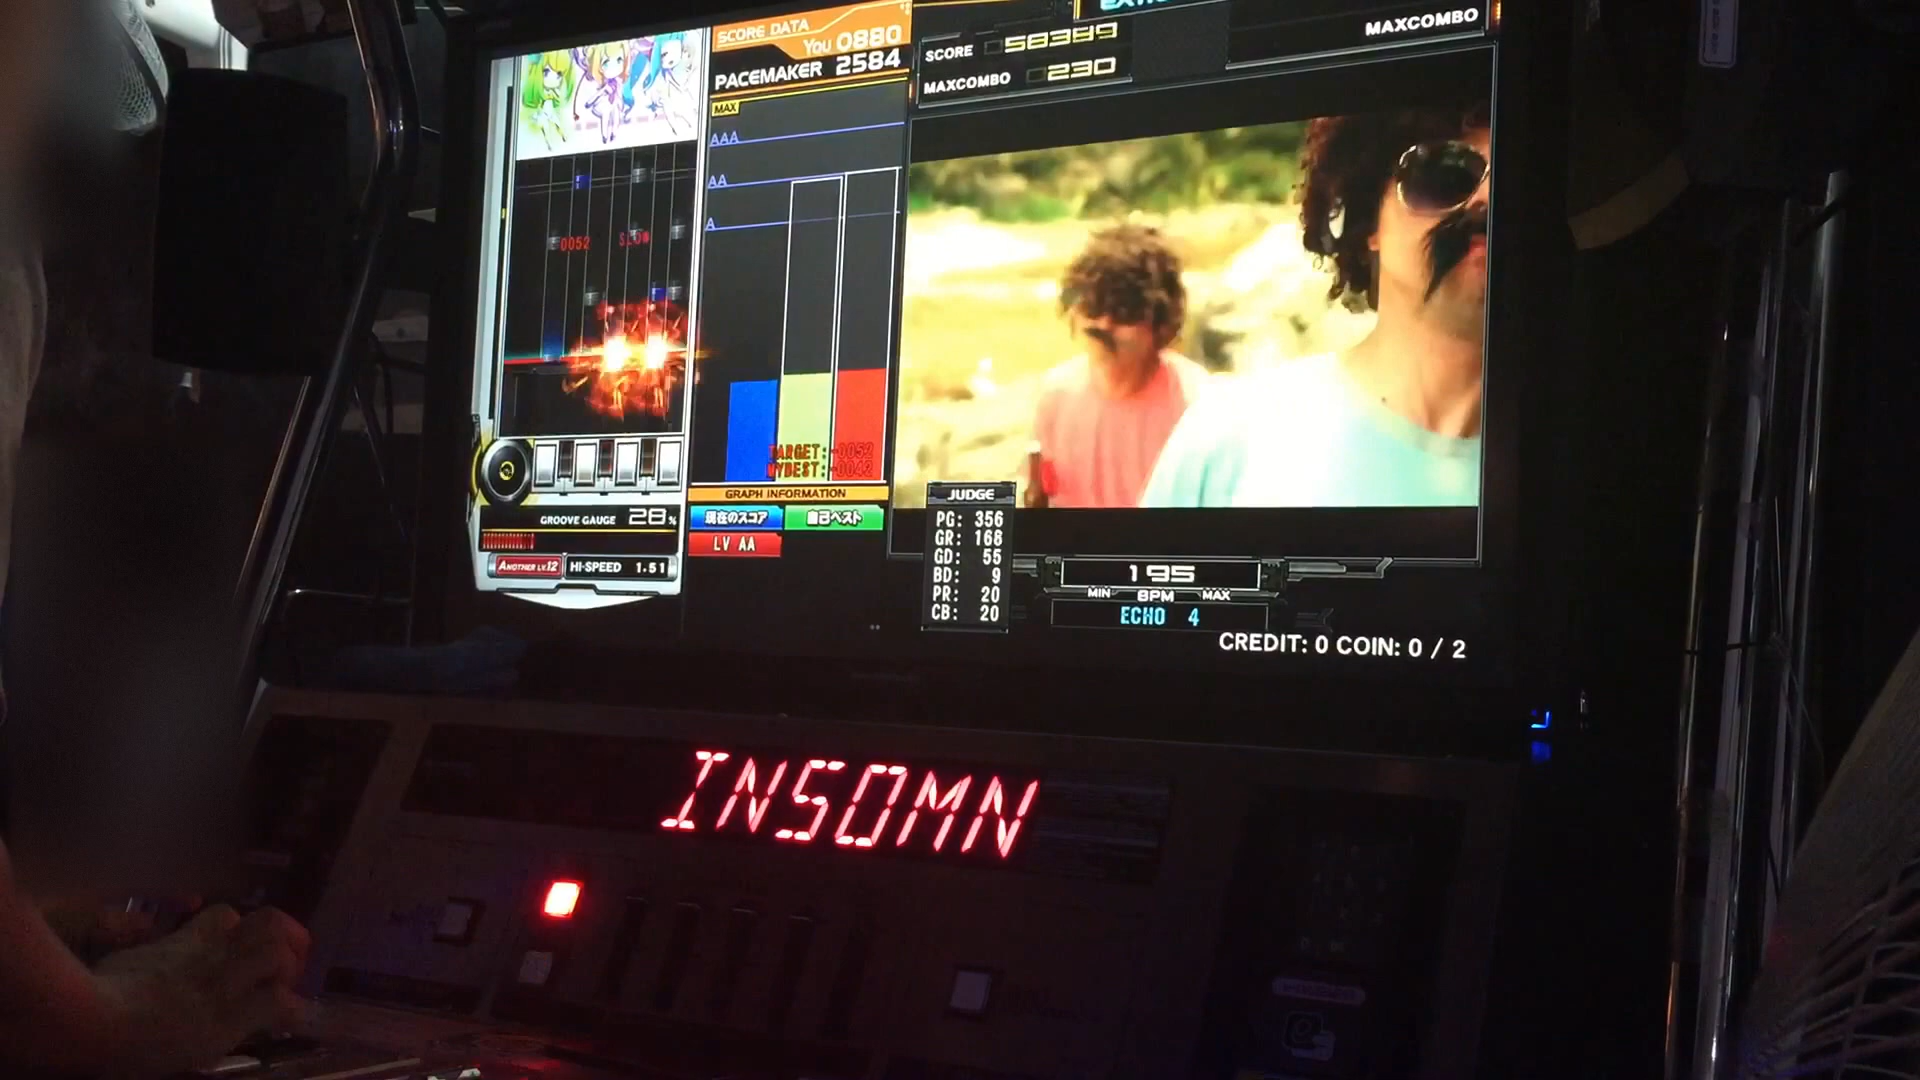 SCORE DATA
You 0880
PACEMAKER 2584
MAX
AAA
AA
A
0052 SLOW
TARGET:-0052
MYBEST:-0042
GRAPH INFORMATION
現在のスコア 自己ベスト
LV AA
GROOVE GAUGE 28%
ANOTHER LV.12 HI-SPEED 1.51
SCORE 58389
MAXCOMBO 230
MAXCOMBO
JUDGE
PG: 356
GR: 168
GD: 55
BD: 9
PR: 20
CB: 20
195
MIN BPM MAX
ECHO 4
CREDIT: 0 COIN: 0 / 2
INSOMN